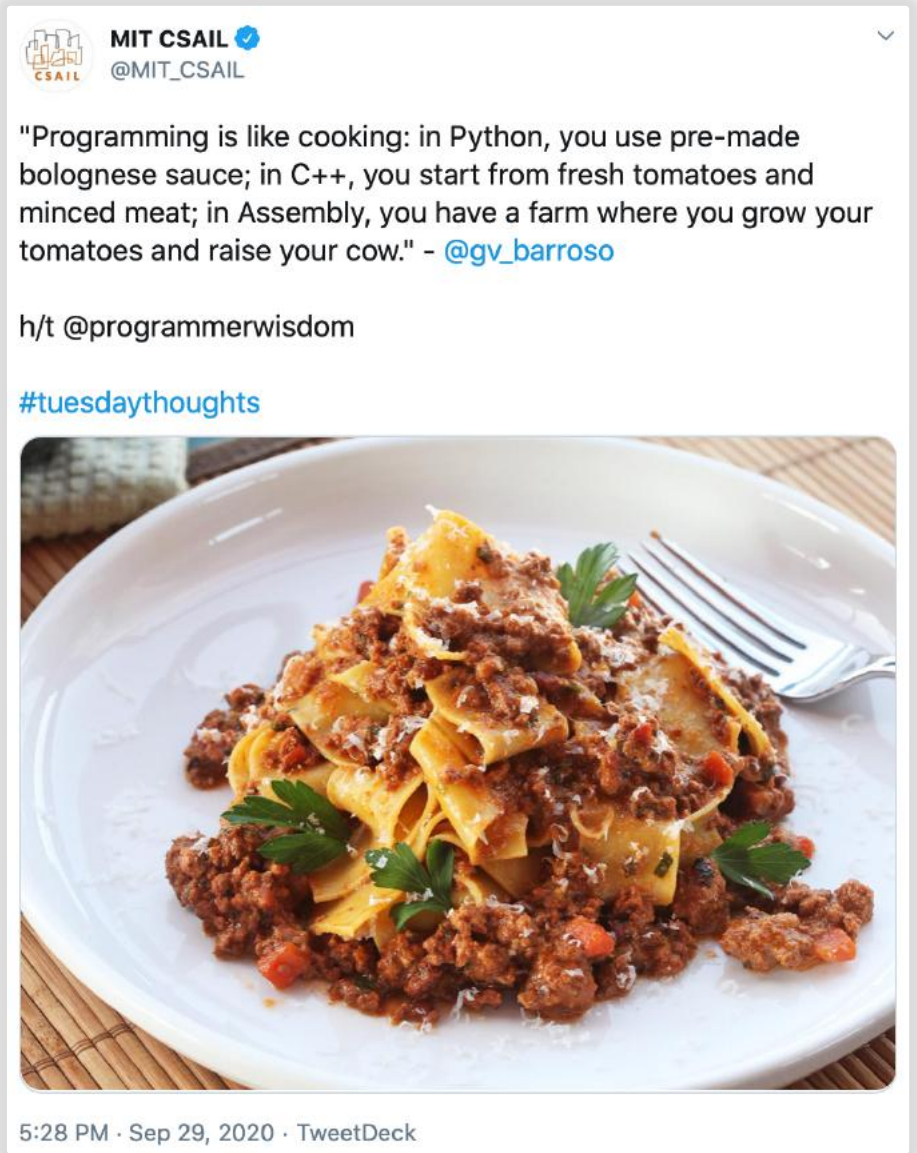 MIT CSAIL
@MIT_CSAIL
CSAIL
"Programming is like cooking: in Python, you use pre-made
bolognese sauce; in C++, you start from fresh tomatoes and
minced meat; in Assembly, you have a farm where you grow your
tomatoes and raise your cow." - @gv_barroso
h/t @programmerwisdom
#tuesdaythoughts
5:28 PM · Sep 29, 2020 · TweetDeck